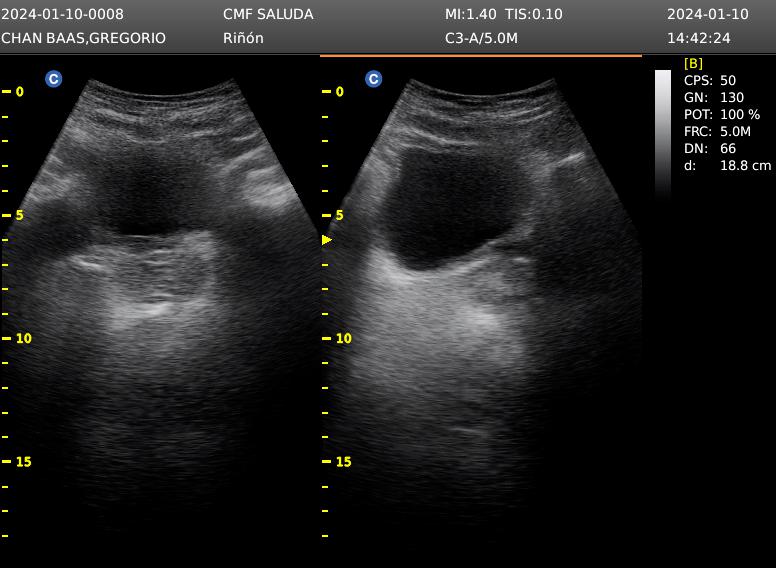 2024-01-10-0008 CMF SALUDA MI:1.40 TIS:0.10 2024-01-10
CHAN BAAS,GREGORIO Riñón C3-A/5.0M 14:42:24
[B]
CPS: 50
GN: 130
POT: 100 %
FRC: 5.0M
DN: 66
d: 18.8 cm
C C
0 0
5 5
10 10
15 15